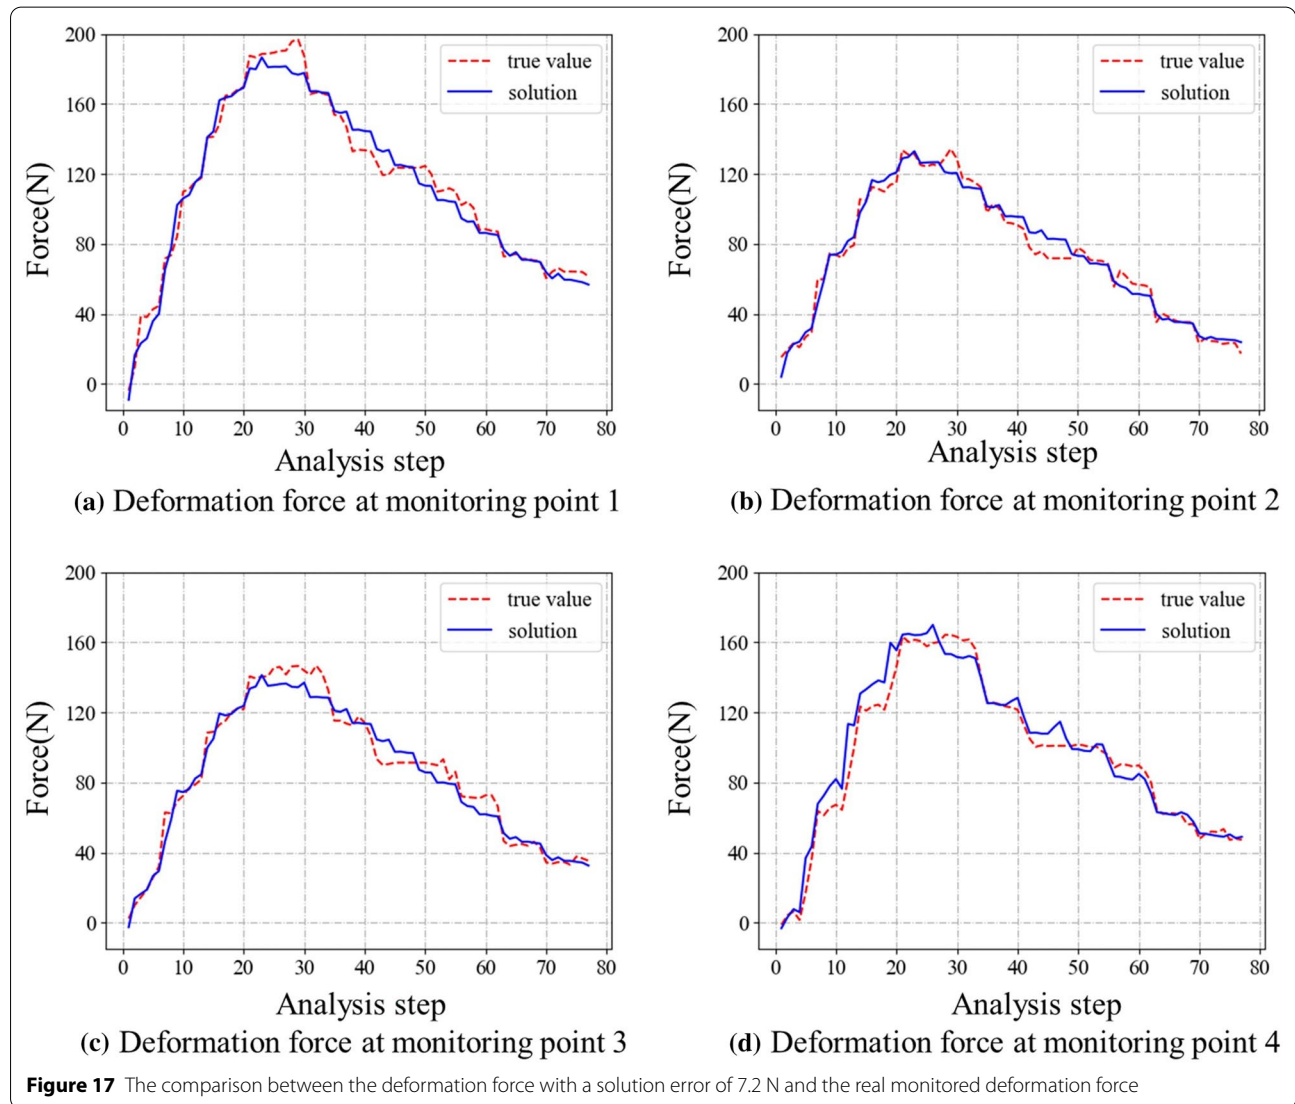 200
160
120
80
40
0
Force(N)
true value
solution
0 10 20 30 40 50 60 70 80
Analysis step
(a) Deformation force at monitoring point 1
200
160
120
80
40
0
Force(N)
true value
solution
0 10 20 30 40 50 60 70 80
Analysis step
(b) Deformation force at monitoring point 2
200
160
120
80
40
0
Force(N)
true value
solution
0 10 20 30 40 50 60 70 80
Analysis step
(c) Deformation force at monitoring point 3
200
160
120
80
40
0
Force(N)
true value
solution
0 10 20 30 40 50 60 70 80
Analysis step
(d) Deformation force at monitoring point 4
Figure 17 The comparison between the deformation force with a solution error of 7.2 N and the real monitored deformation force